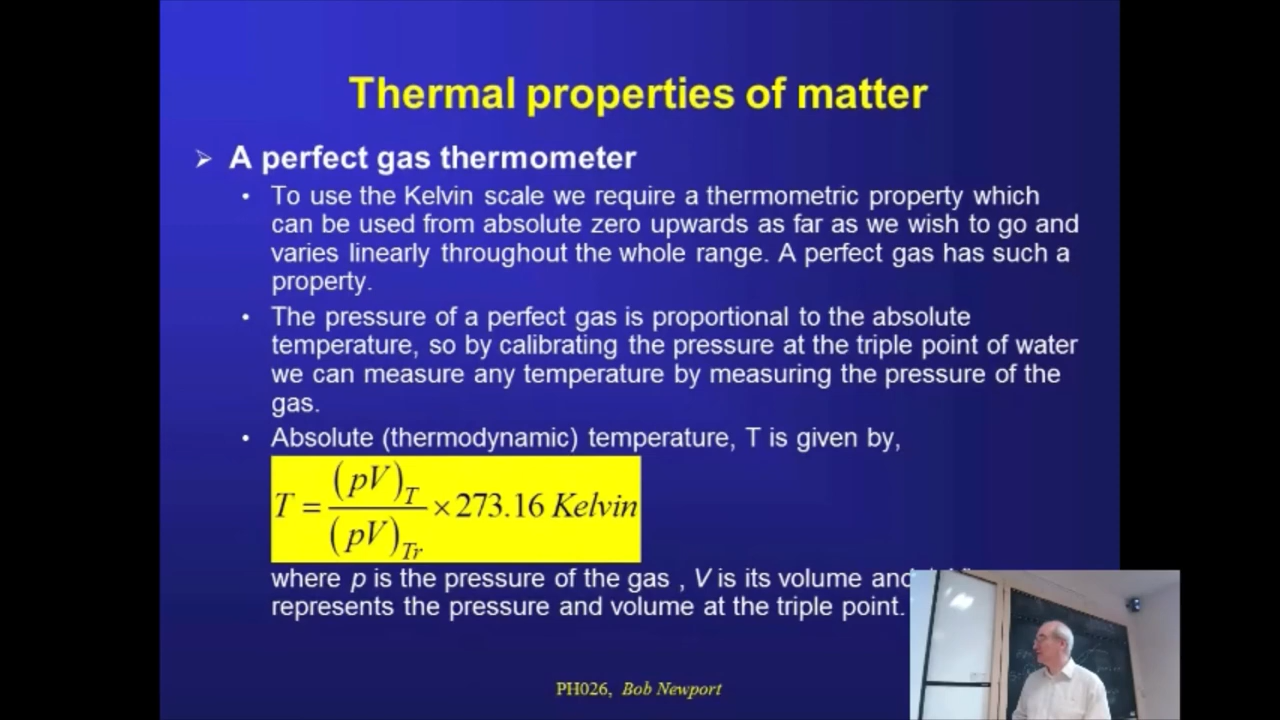 Thermal properties of matter
➢ A perfect gas thermometer
• To use the Kelvin scale we require a thermometric property which
can be used from absolute zero upwards as far as we wish to go and
varies linearly throughout the whole range. A perfect gas has such a
property.
• The pressure of a perfect gas is proportional to the absolute
temperature, so by calibrating the pressure at the triple point of water
we can measure any temperature by measuring the pressure of the
gas.
• Absolute (thermodynamic) temperature, T is given by,
T = (pV)_T / (pV)_Tr × 273.16 Kelvin
where p is the pressure of the gas , V is its volume and
represents the pressure and volume at the triple point.
PH026, Bob Newport